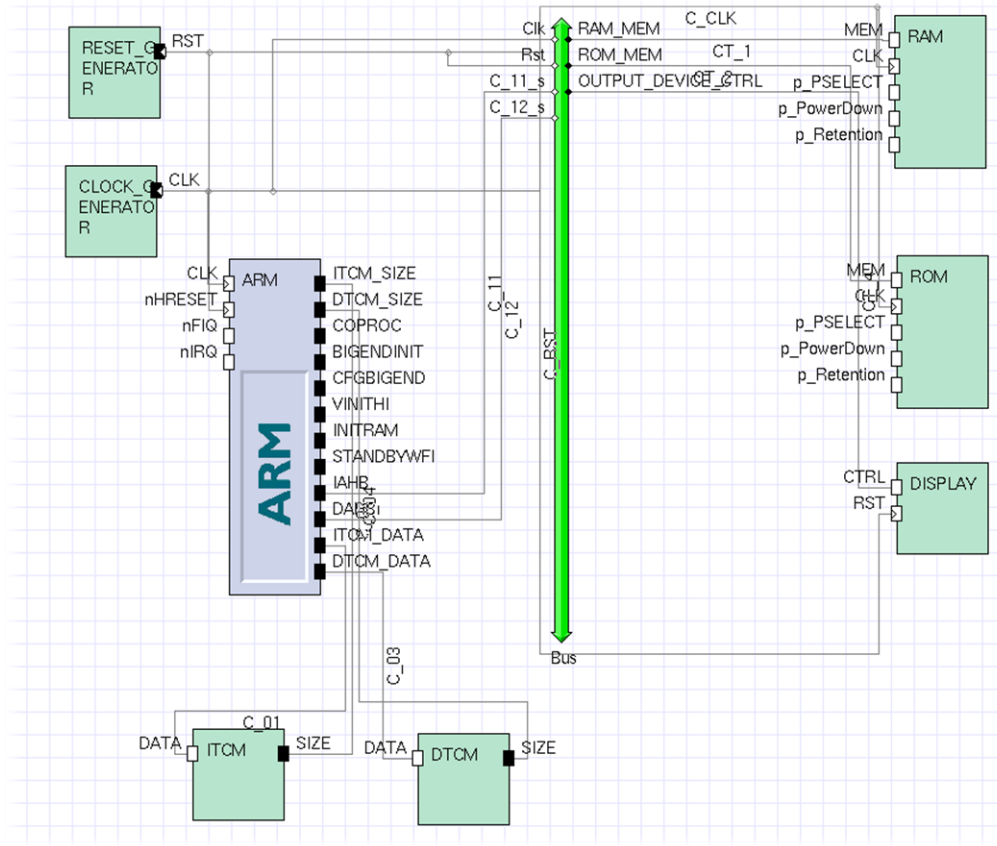 C_CLK
Clk
RAM_MEM
MEM
RAM
RST
RESET_G
ENERATO
R
Rst
ROM_MEM
CT_1
CLK
C_11_s
OUTPUT_DEVICE_CTRL
CT_2
p_PSELECT
C_12_s
p_PowerDown
p_Retention
CLK
CLOCK_G
ENERATO
R
CLK
ARM
nHRESET
nFIQ
nIRQ
ARM
ITCM_SIZE
DTCM_SIZE
COPROC
BIGENDINIT
CFGBIGEND
VINITHI
INITRAM
STANDBYWFI
IAHB
ITCM_DATA
DTCM_DATA
C_11
C_12
C_RST
MEM
ROM
CLK
p_PSELECT
p_PowerDown
p_Retention
CTRL
DISPLAY
RST
Bus
C_03
C_01
DATA
ITCM
SIZE
DATA
DTCM
SIZE